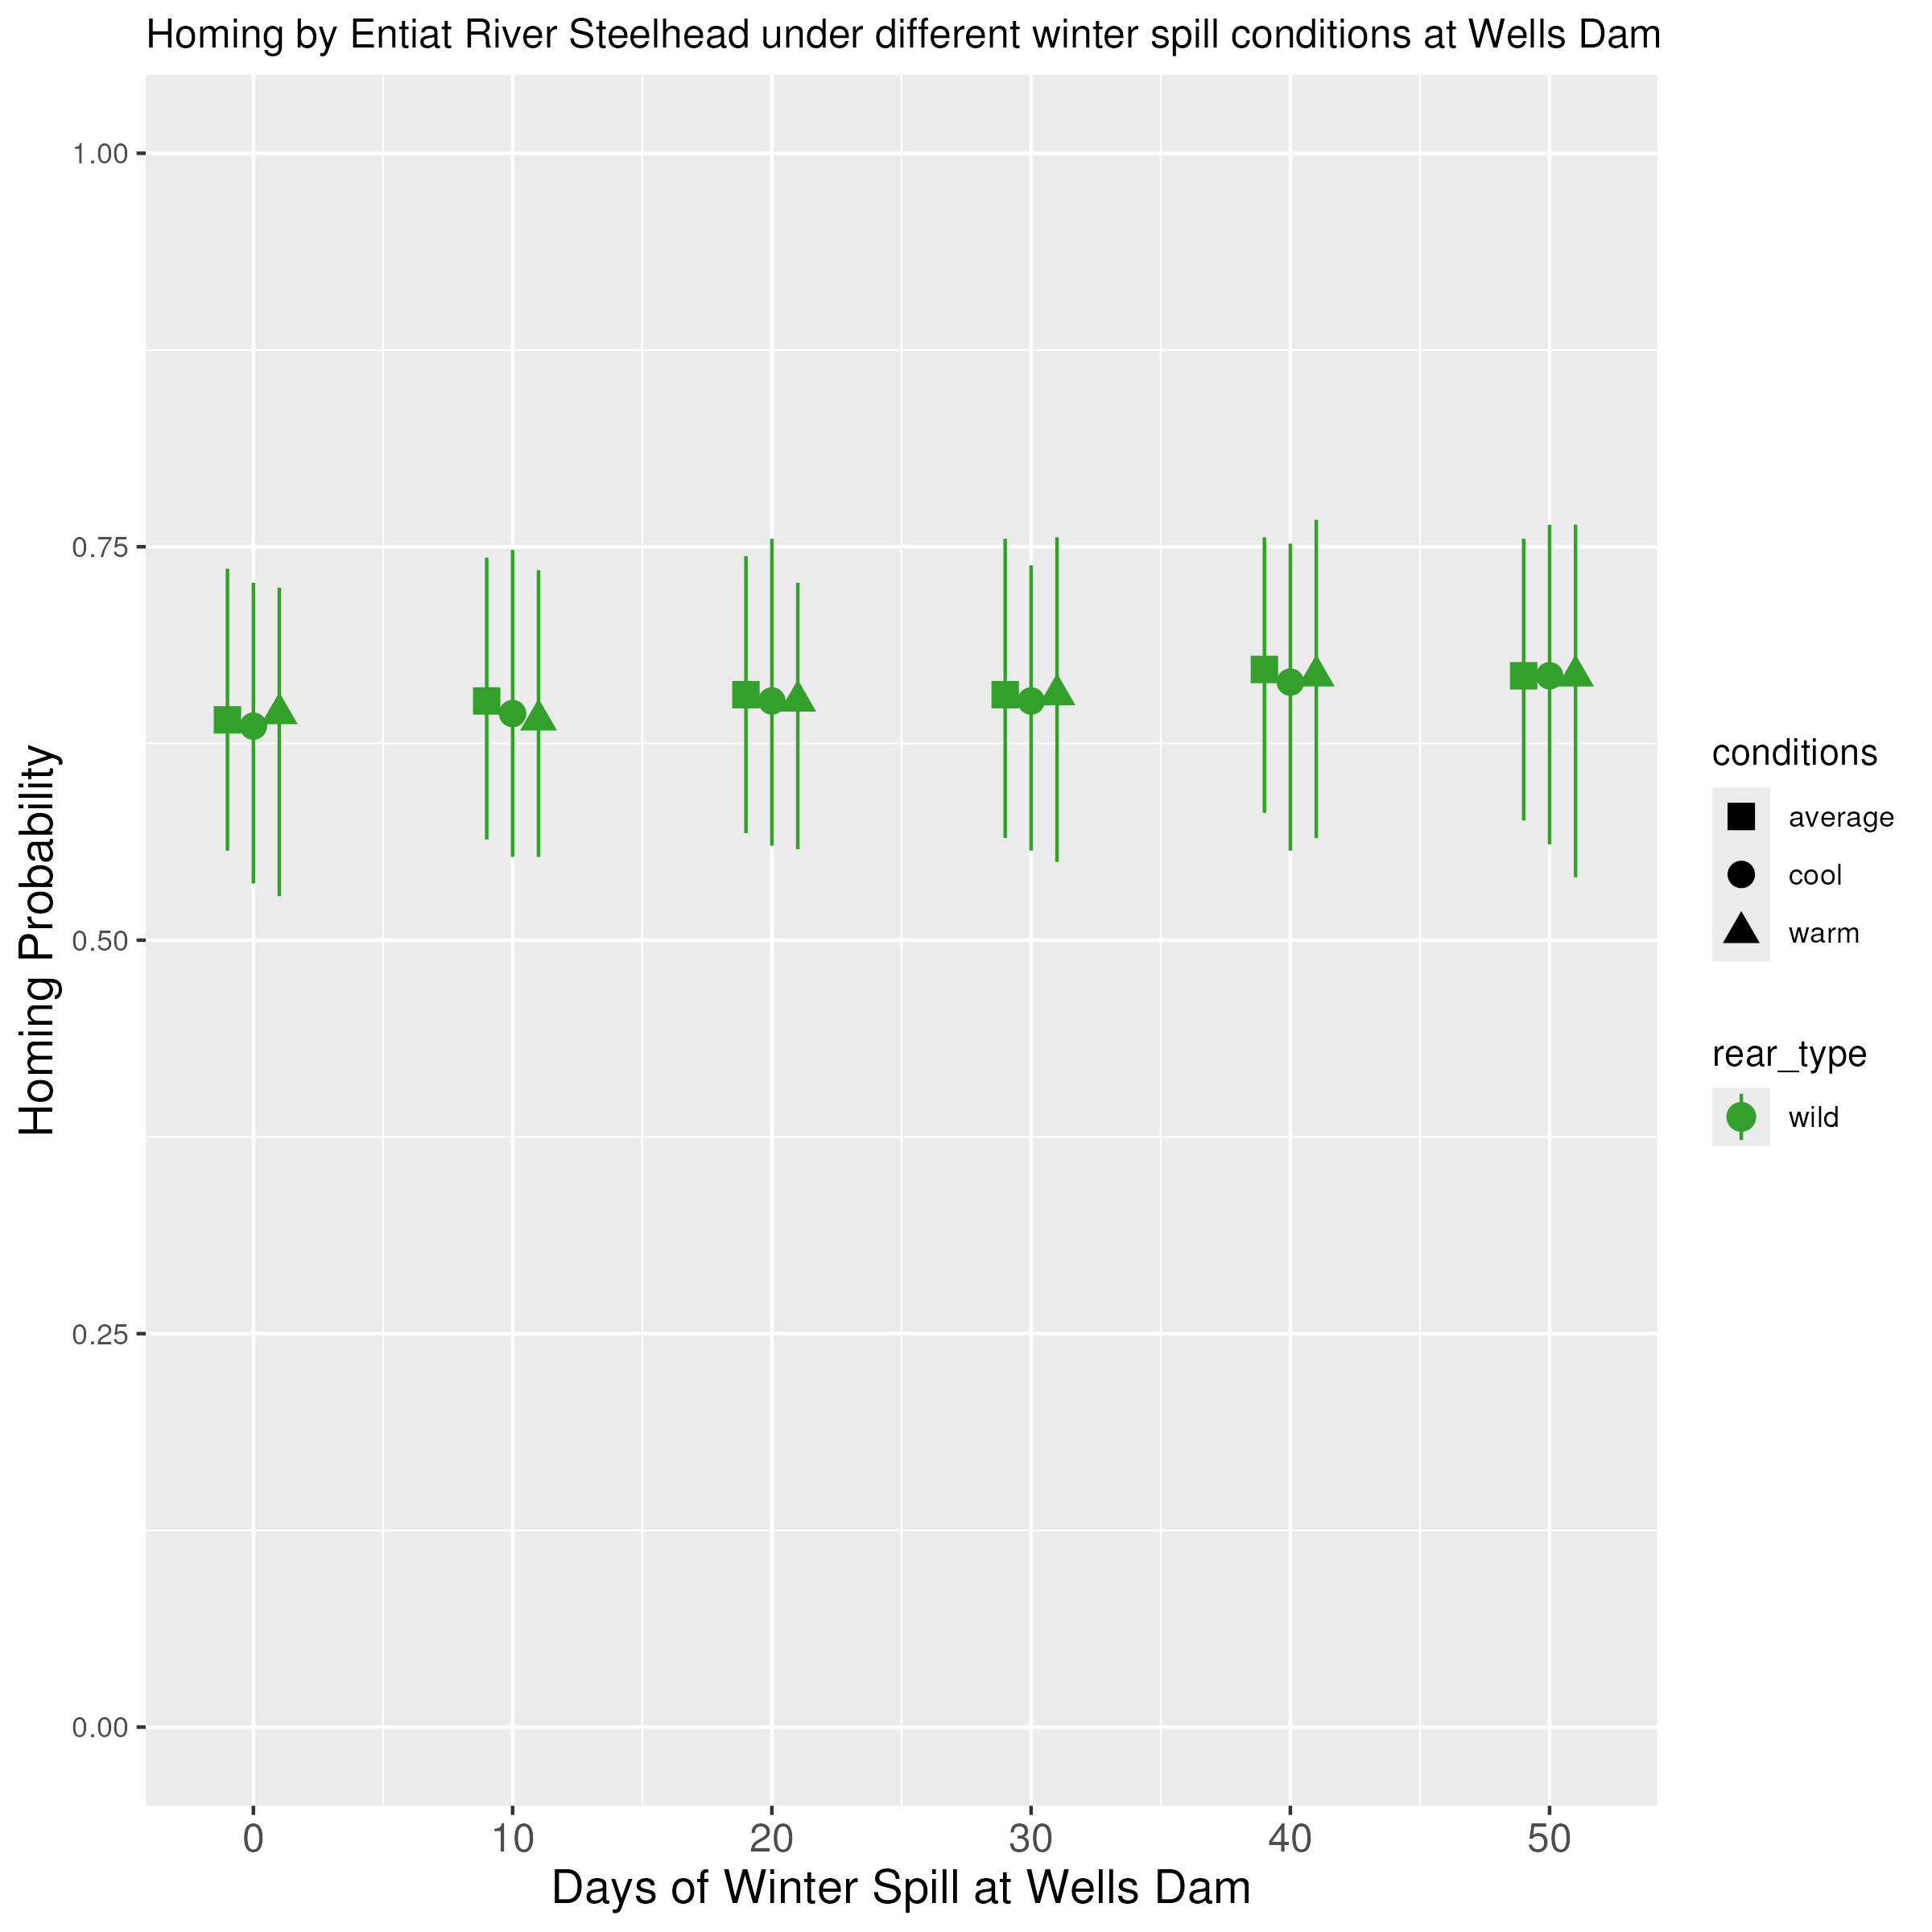 Homing by Entiat River Steelhead under different winter spill conditions at Wells Dam
1.00
0.75
0.50
0.25
0.00
Homing Probability
0 10 20 30 40 50
Days of Winter Spill at Wells Dam
conditions
average
cool
warm
rear_type
wild